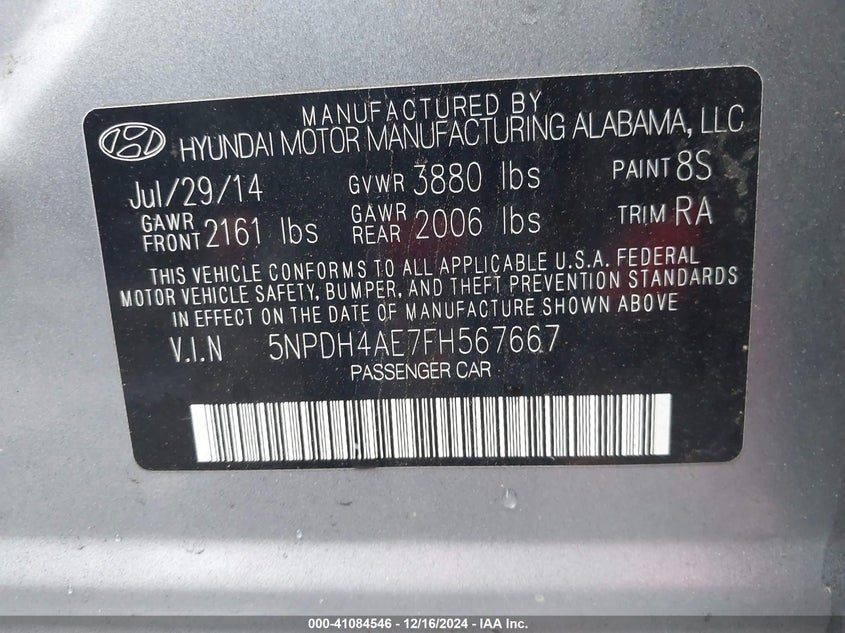 MANUFACTURED BY
HYUNDAI MOTOR MANUFACTURING ALABAMA, LLC
Jul/29/14 GVWR 3880 lbs PAINT 8S
GAWR FRONT 2161 lbs GAWR REAR 2006 lbs TRIM RA
THIS VEHICLE CONFORMS TO ALL APPLICABLE U.S.A. FEDERAL
MOTOR VEHICLE SAFETY, BUMPER, AND THEFT PREVENTION STANDARDS
IN EFFECT ON THE DATE OF MANUFACTURE SHOWN ABOVE
V.I.N 5NPDH4AE7FH567667
PASSENGER CAR
000-41084546 - 12/16/2024 - IAA Inc.